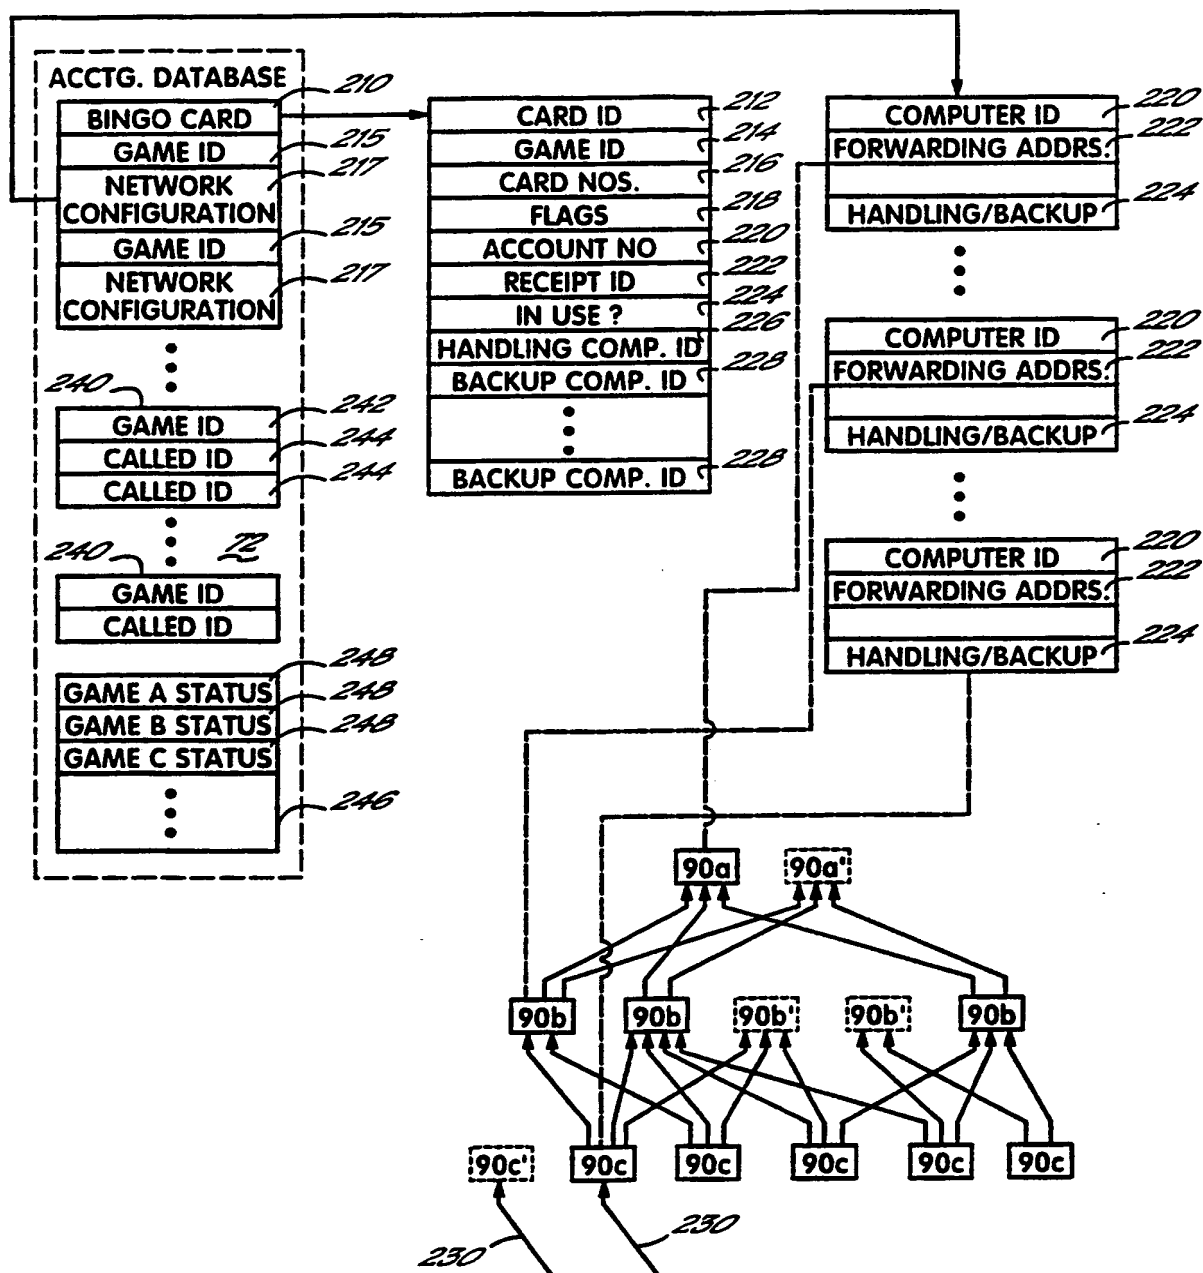 ACCTG. DATABASE
210
BINGO CARD
215
GAME ID
217
NETWORK
CONFIGURATION
215
GAME ID
217
NETWORK
CONFIGURATION
240
242
GAME ID
244
CALLED ID
244
CALLED ID
72
240
GAME ID
CALLED ID
248
GAME A STATUS
248
GAME B STATUS
248
GAME C STATUS
246
CARD ID
212
GAME ID
214
CARD NOS.
216
FLAGS
218
ACCOUNT NO
220
RECEIPT ID
222
IN USE ?
224
HANDLING COMP. ID
226
BACKUP COMP. ID
228
BACKUP COMP. ID
228
COMPUTER ID
220
FORWARDING ADDRS.
222
HANDLING/BACKUP
224
COMPUTER ID
220
FORWARDING ADDRS.
222
HANDLING/BACKUP
224
COMPUTER ID
220
FORWARDING ADDRS.
222
HANDLING/BACKUP
224
90a 90a'
90b 90b 90b' 90b' 90b
90c' 90c 90c 90c 90c 90c
230 230